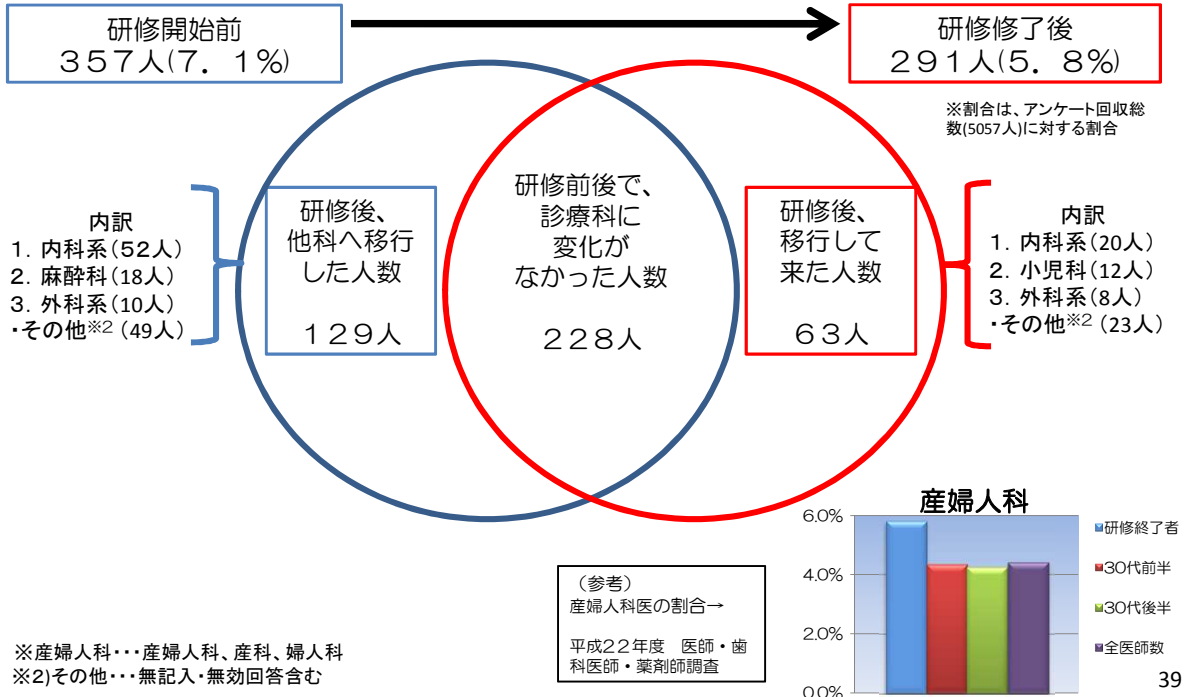 研修開始前
３５７人(７．１%)
研修修了後
２９１人(５．８%)
※割合は、アンケート回収総
数(5057人)に対する割合
内訳
1. 内科系(52人)
2. 麻酔科(18人)
3. 外科系(10人)
・その他※2 (49人)
研修後、
他科へ移行
した人数
１２９人
研修前後で、
診療科に
変化が
なかった人数
２２８人
研修後、
移行して
来た人数
６３人
内訳
1. 内科系(20人)
2. 小児科(12人)
3. 外科系(8人)
・その他※2 (23人)
（参考）
産婦人科医の割合→
平成２２年度　医師・歯
科医師・薬剤師調査
産婦人科
6.0%
4.0%
2.0%
0.0%
研修終了者
30代前半
30代後半
全医師数
※産婦人科・・・産婦人科、産科、婦人科
※2)その他・・・無記入・無効回答含む
39